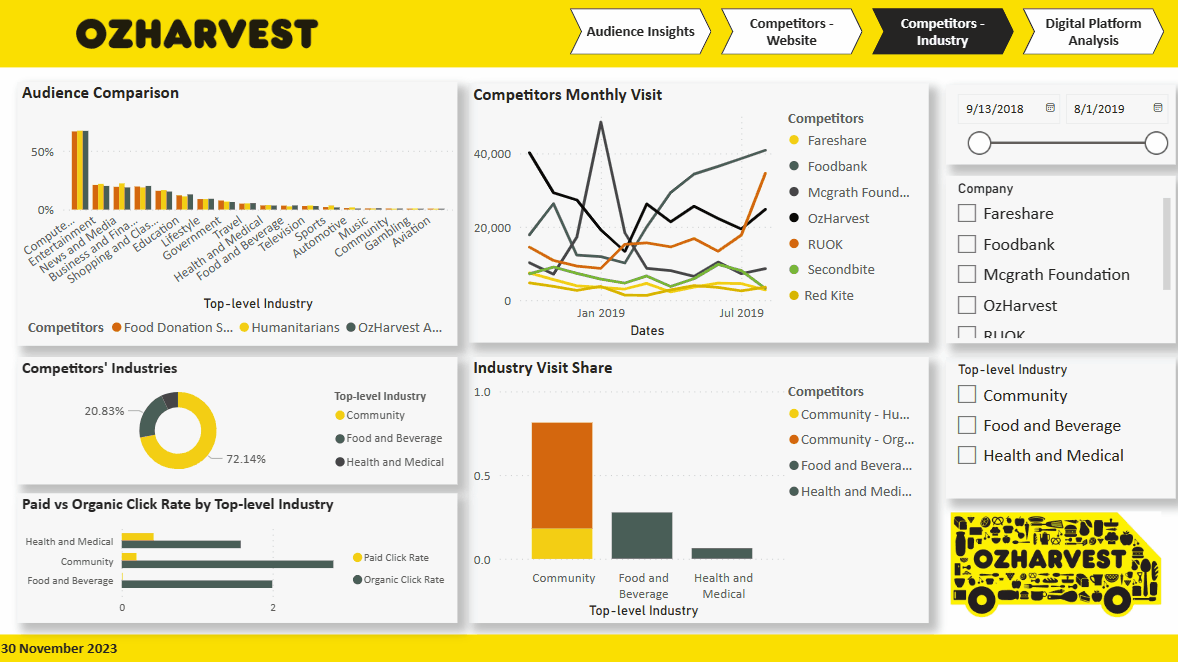 OZHARVEST
Audience Insights
Competitors -
Website
Competitors -
Industry
Digital Platform
Analysis
Audience Comparison
50%
0%
Compute...
Entertainment
News and Media
Business and Fina...
Shopping and Clas...
Education
Lifestyle
Government
Travel
Health and Medical
Food and Beverage
Television
Sports
Automotive
Music
Community
Gambling
Aviation
Top-level Industry
Competitors
Food Donation S...
Humanitarians
OzHarvest A...
Competitors Monthly Visit
40,000
20,000
0
Jan 2019
Jul 2019
Dates
Competitors
Fareshare
Foodbank
Mcgrath Found...
OzHarvest
RUOK
Secondbite
Red Kite
9/13/2018
8/1/2019
Company
Fareshare
Foodbank
Mcgrath Foundation
OzHarvest
RUOK
Competitors' Industries
20.83%
72.14%
Top-level Industry
Community
Food and Beverage
Health and Medical
Industry Visit Share
1.0
0.5
0.0
Community
Food and
Beverage
Health and
Medical
Top-level Industry
Competitors
Community - Hu...
Community - Org...
Food and Bevera...
Health and Medi...
Top-level Industry
Community
Food and Beverage
Health and Medical
Paid vs Organic Click Rate by Top-level Industry
Health and Medical
Community
Food and Beverage
0
2
Paid Click Rate
Organic Click Rate
OZHARVEST
30 November 2023